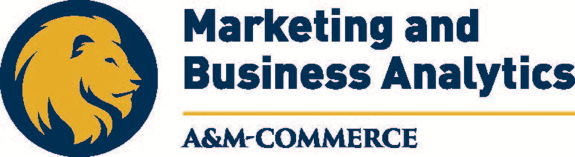 Marketing and
Business Analytics
A&M-COMMERCE